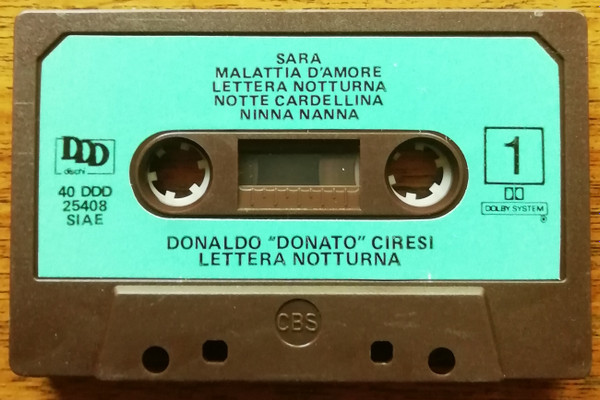 SARA
MALATTIA D'AMORE
LETTERA NOTTURNA
NOTTE CARDELLINA
NINNA NANNA
DDD
dischi
40 DDD
25408
SIAE
1
DOLBY SYSTEM
®
DONALDO "DONATO" CIRESI
LETTERA NOTTURNA
CBS